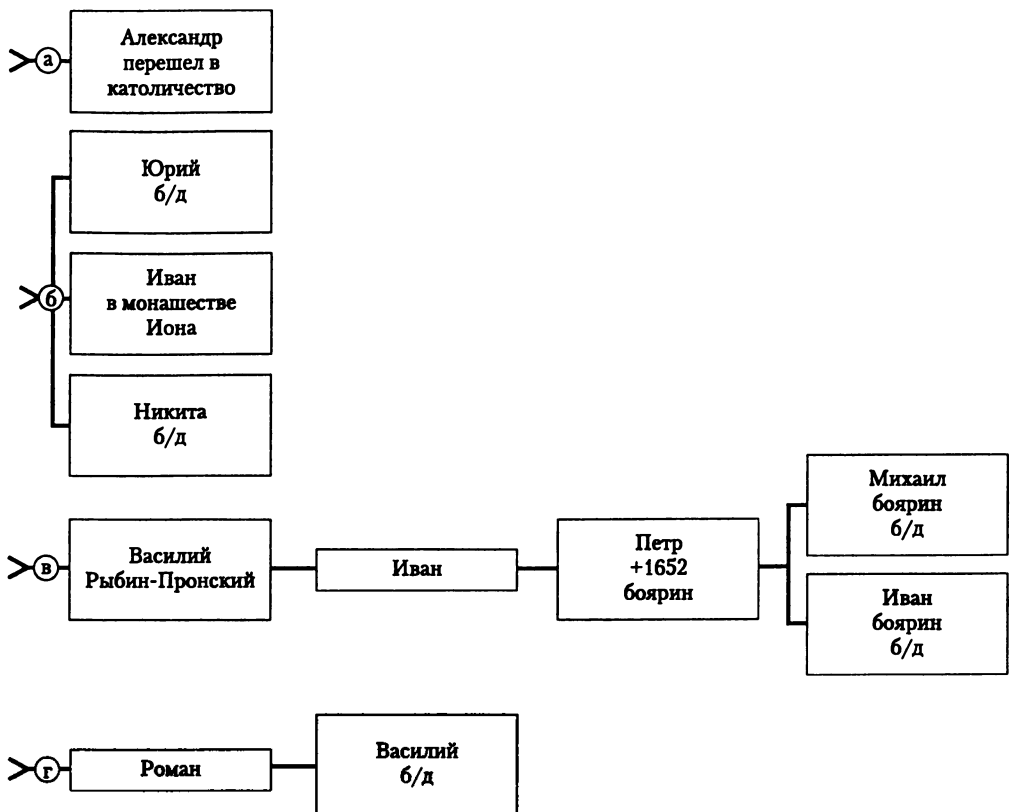 а
Александр
перешел в
католичество
Юрий
б/д
б
Иван
в монашестве
Иона
Никита
б/д
в
Василий
Рыбин-Пронский
Иван
Петр
+1652
боярин
Михаил
боярин
б/д
Иван
боярин
б/д
г
Роман
Василий
б/д